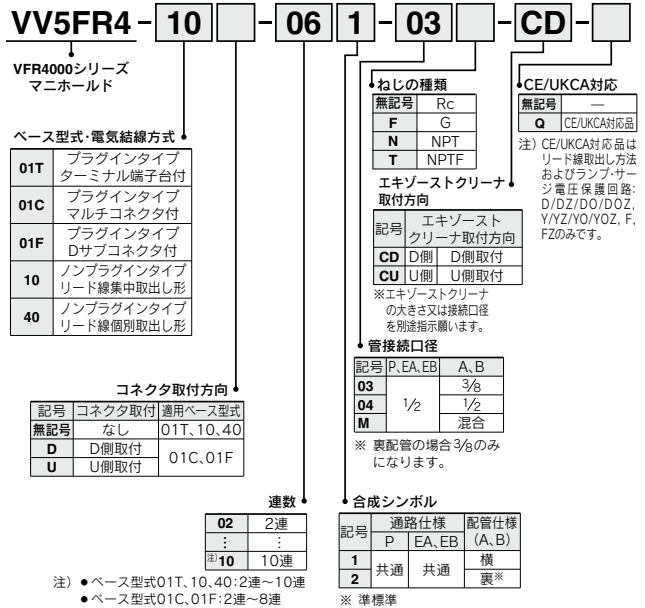 VV5FR4-10 -06 1 -03 -CD-
VFR4000シリーズ
マニホールド
ベース型式･電気結線方式
01T プラグインタイプ
ターミナル端子台付
01C プラグインタイプ
マルチコネクタ付
01F プラグインタイプ
Dサブコネクタ付
10 ノンプラグインタイプ
リード線集中取出し形
40 ノンプラグインタイプ
リード線個別取出し形
コネクタ取付方向
記号 コネクタ取付 適用ベース型式
無記号 なし 01T､10､40
D D側取付 01C､01F
U U側取付
連数
02 2連
⋮ ⋮
注)10 10連
注) ●ベース型式01T､10､40:2連～10連
●ベース型式01C､01F:2連～8連
ねじの種類
無記号 Rc
F G
N NPT
T NPTF
エキゾーストクリーナ
取付方向
記号 エキゾースト
クリーナ取付方向
CD D側 D側取付
CU U側 U側取付
※エキゾーストクリーナ
の大きさ又は接続口径
を別途指示願います。
管接続口径
記号 P､EA､EB A､B
03 1/2 3/8
04 1/2
M 混合
※ 裏配管の場合3/8のみ
になります。
合成シンボル
記号 通路仕様 配管仕様
P EA､EB (A､B)
1 共通 共通 横
2 裏※
※ 準標準
CE/UKCA対応
無記号 —
Q CE/UKCA対応品
注) CE/UKCA対応品は
リード線取出し方法
およびランプ･サー
ジ電圧保護回路:
D/DZ/DO/DOZ,
Y/YZ/YO/YOZ, F,
FZのみです。